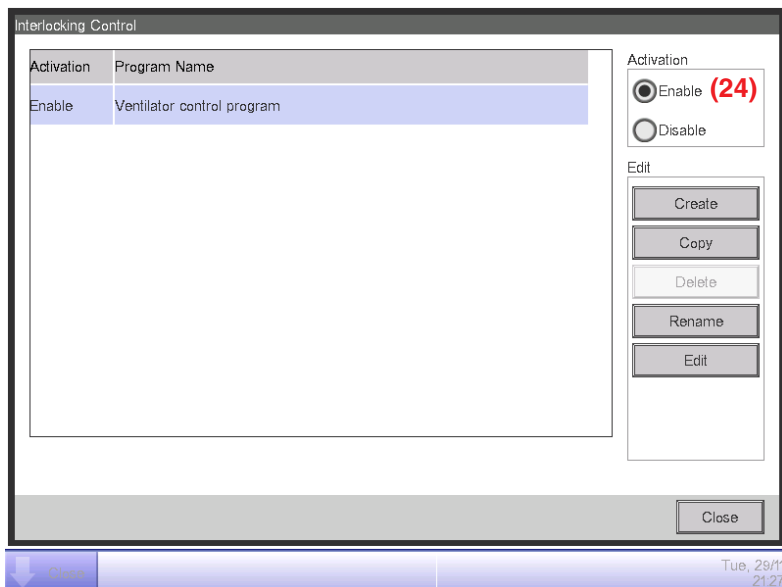 Interlocking Control
Activation Program Name
Enable Ventilator control program
Activation
Enable (24)
Disable
Edit
Create
Copy
Delete
Rename
Edit
Close
Close
Tue, 29/1
21:2